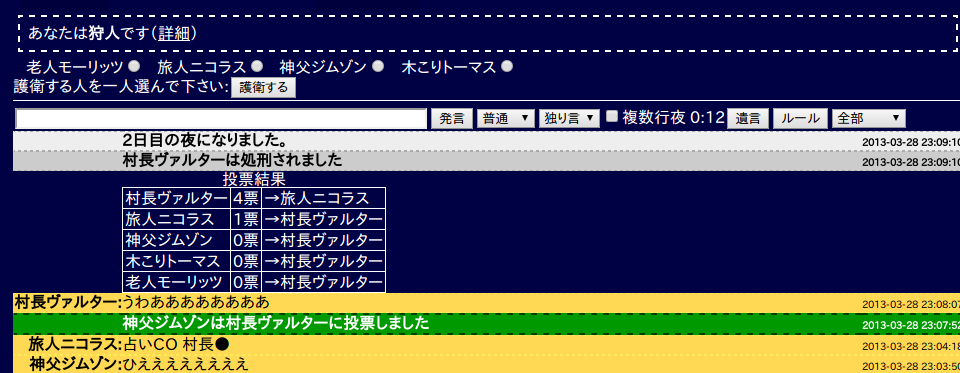 あなたは狩人です(詳細)
老人モーリッツ 旅人ニコラス 神父ジムゾン 木こりトーマス
護衛する人を一人選んで下さい: 護衛する
発言 普通 独り言 複数行夜 0:12 遺言 ルール 全部
2日目の夜になりました。 2013-03-28 23:09:10
村長ヴァルターは処刑されました 2013-03-28 23:09:10
投票結果
村長ヴァルター 4票 →旅人ニコラス
旅人ニコラス 1票 →村長ヴァルター
神父ジムゾン 0票 →村長ヴァルター
木こりトーマス 0票 →村長ヴァルター
老人モーリッツ 0票 →村長ヴァルター
村長ヴァルター:うわあああああああああ 2013-03-28 23:08:07
神父ジムゾンは村長ヴァルターに投票しました 2013-03-28 23:07:52
旅人ニコラス:占いCO 村長● 2013-03-28 23:04:18
神父ジムゾン:ひえええええええええ 2013-03-28 23:03:50